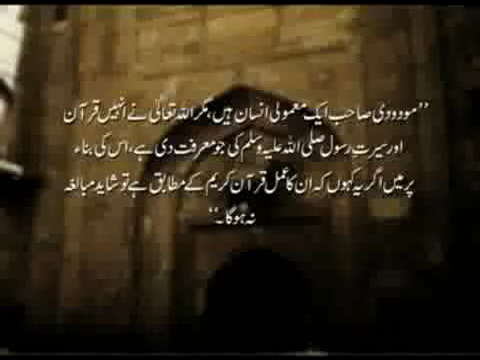 ”مودودی صاحب ایک معمولی انسان ہیں، مگر اللہ تعالیٰ نے انہیں قرآن
اور سیرتِ رسول صلی اللہ علیہ وسلم کی جو معرفت دی ہے، اس کی بناء
پر میں اگر یہ کہوں کہ ان کا عمل قرآن کریم کے مطابق ہے تو شاید مبالغہ
نہ ہوگا۔“